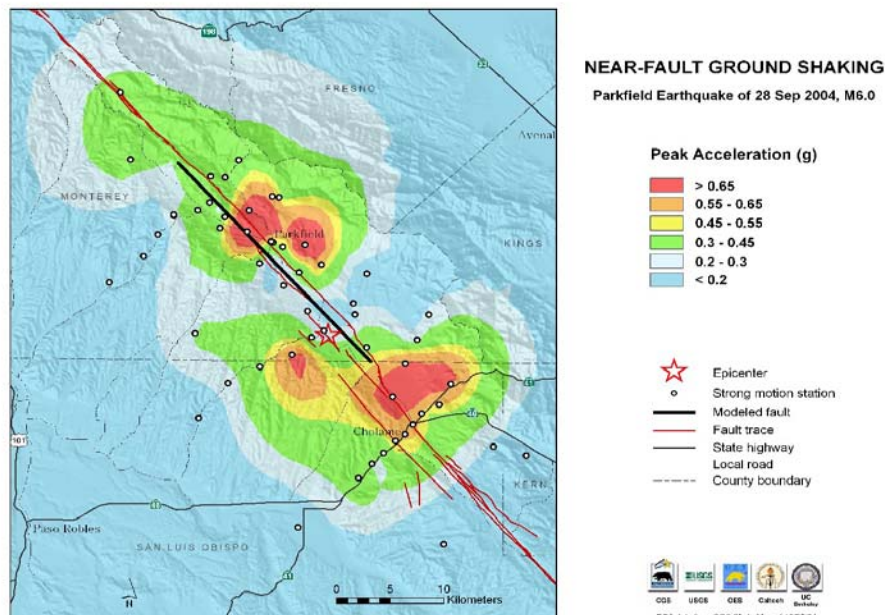 198
33
FRESNO
Avenal
MONTEREY
Parkfield
KINGS
41
46
101
Cholame
KERN
Paso Robles
SAN LUIS OBISPO
41
N
0 5 10
Kilometers
NEAR-FAULT GROUND SHAKING
Parkfield Earthquake of 28 Sep 2004, M6.0
Peak Acceleration (g)
> 0.65
0.55 - 0.65
0.45 - 0.55
0.3 - 0.45
0.2 - 0.3
< 0.2
Epicenter
Strong motion station
Modeled fault
Fault trace
State highway
Local road
County boundary
USGS
CGS USGS OES Caltech UC
Berkeley